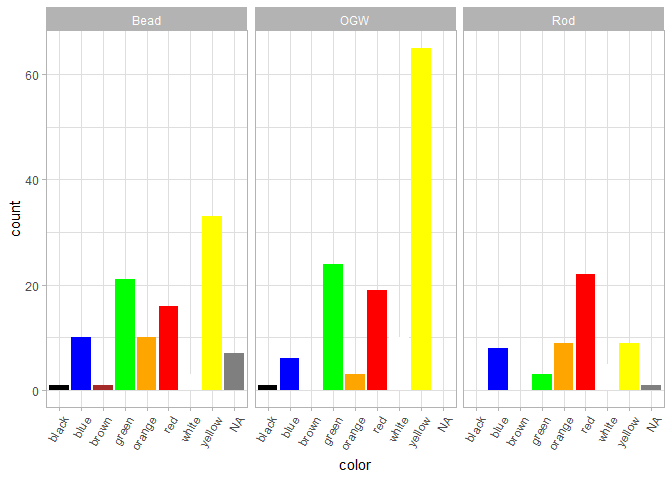 Bead OGW Rod
60
40
20
0
count
black blue brown green orange red white yellow NA black blue brown green orange red white yellow NA black blue brown green orange red white yellow NA
color